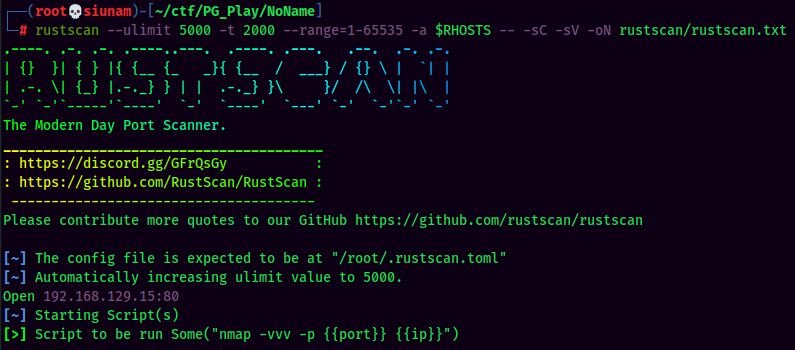 ┌──(root💀siunam)-[~/ctf/PG_Play/NoName]
└─# rustscan --ulimit 5000 -t 2000 --range=1-65535 -a $RHOSTS -- -sC -sV -oN rustscan/rustscan.txt
.----. .-. .-. .----..---.  .----. .---.   .--.  .-. .-.
| {}  }| { } |{ {__ {_   _}{ {__  /  ___} / {} \ |  `| |
| .-. \| {_} |.-._} } | |  .-._} }\     }/  /\  \| |\  |
`-' `-'`-----'`----'  `-'  `----'  `---' `-'  `-'`-' `-'
The Modern Day Port Scanner.
________________________________________
: https://discord.gg/GFrQsGy           :
: https://github.com/RustScan/RustScan :
 --------------------------------------
Please contribute more quotes to our GitHub https://github.com/rustscan/rustscan
[~] The config file is expected to be at "/root/.rustscan.toml"
[~] Automatically increasing ulimit value to 5000.
Open 192.168.129.15:80
[~] Starting Script(s)
[>] Script to be run Some("nmap -vvv -p {{port}} {{ip}}")